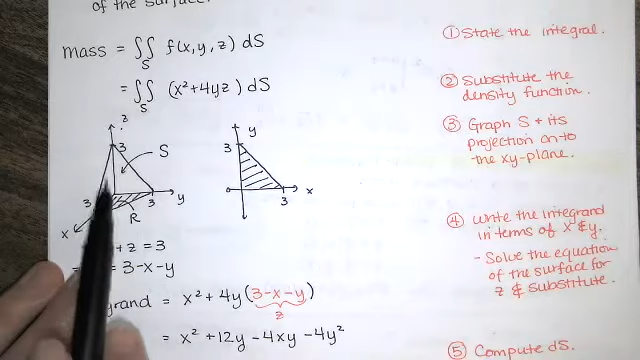 of the surface.
mass = ∬ f(x,y,z) dS
S
= ∬ (x²+4yz) dS
S
z
3
S
3
3
y
R
x
y
3
3
x
+ z = 3
= 3-x-y
grand = x² + 4y(3-x-y)
z
= x² + 12y - 4xy - 4y²
① State the integral.
② Substitute the
density function.
③ Graph S + its
projection onto
the xy-plane.
④ Write the integrand
in terms of x & y.
- Solve the equation
of the surface for
z & substitute.
⑤ Compute dS.